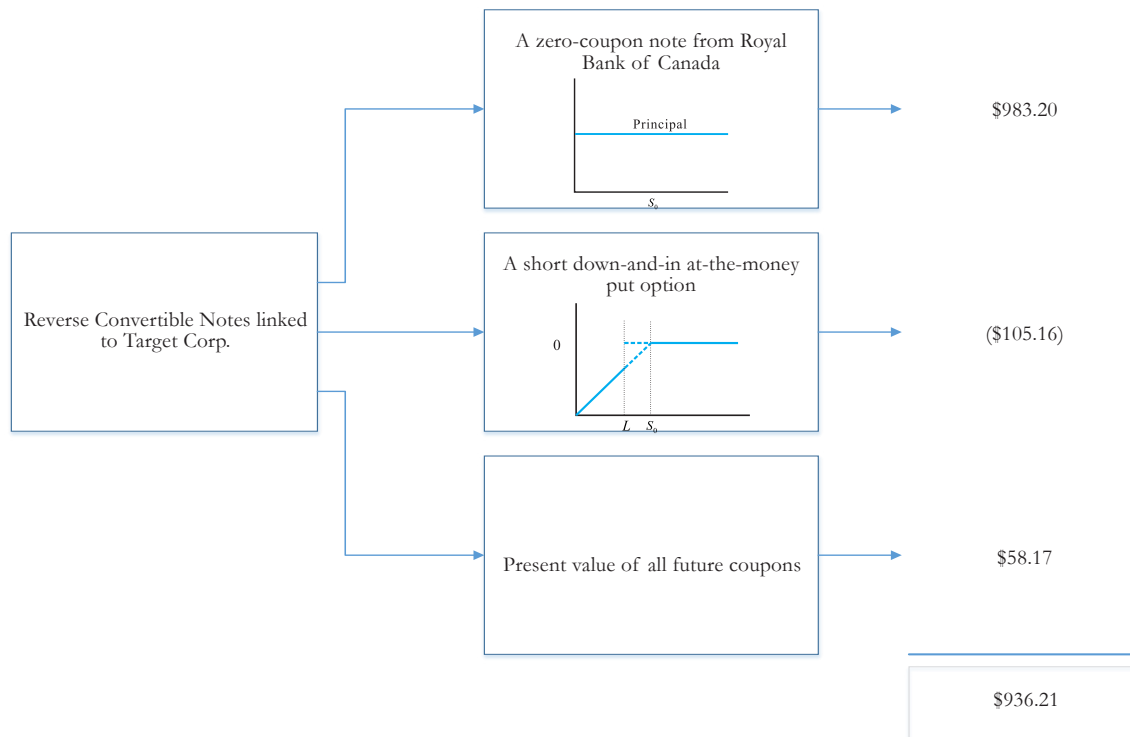 A zero-coupon note from Royal
Bank of Canada
Principal
S₀
$983.20
Reverse Convertible Notes linked
to Target Corp.
A short down-and-in at-the-money
put option
0
L
S₀
($105.16)
Present value of all future coupons
$58.17
$936.21